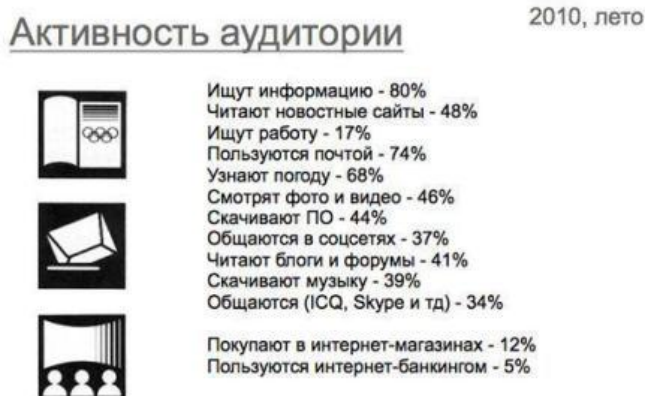 Активность аудитории
2010, лето
Ищут информацию - 80%
Читают новостные сайты - 48%
Ищут работу - 17%
Пользуются почтой - 74%
Узнают погоду - 68%
Смотрят фото и видео - 46%
Скачивают ПО - 44%
Общаются в соцсетях - 37%
Читают блоги и форумы - 41%
Скачивают музыку - 39%
Общаются (ICQ, Skype и тд) - 34%
Покупают в интернет-магазинах - 12%
Пользуются интернет-банкингом - 5%